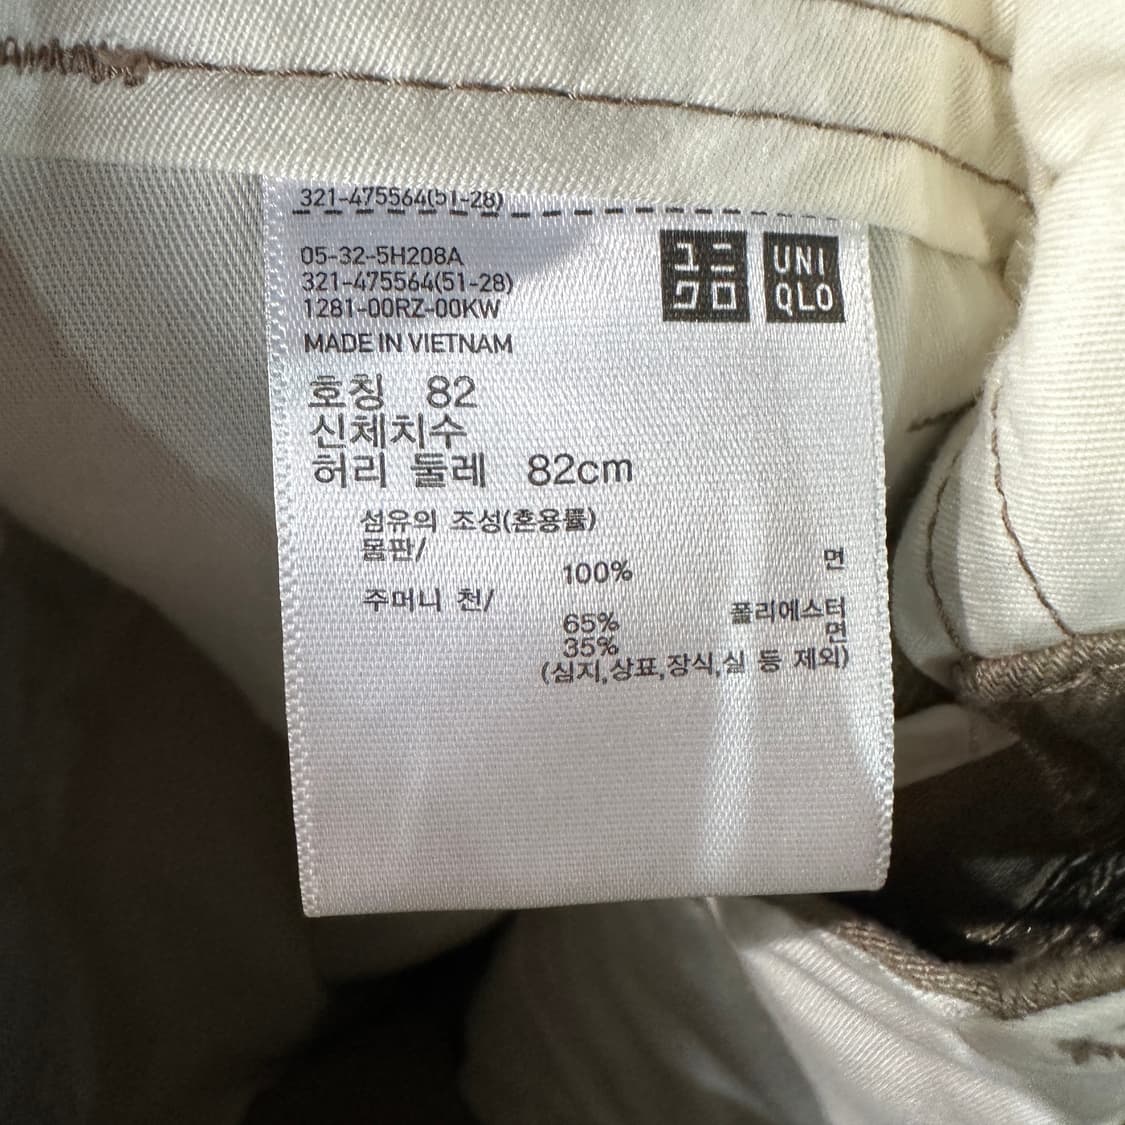 321-475564(51-28)
05-32-5H208A
321-475564(51-28)
1281-00RZ-00KW
MADE IN VIETNAM
ユニ
クロ
UNI
QLO
호칭 82
신체치수
허리 둘레 82cm
섬유의 조성(혼용率)
몸판/
100% 면
주머니 천/
65% 폴리에스터
35% 면
(심지,상표,장식,실 등 제외)